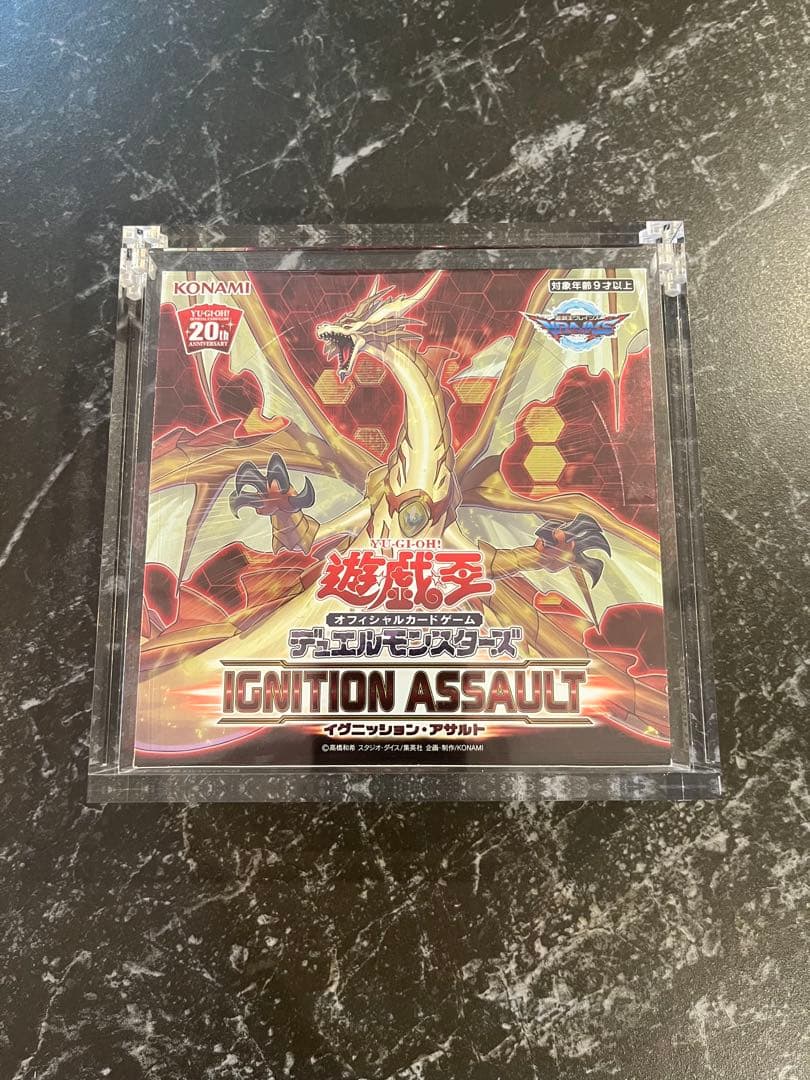 KONAMI
対象年齢9才以上
YU-GI-OH!
20th
ANNIVERSARY
VRAINS
YU-GI-OH!
遊戯王
オフィシャルカードゲーム
デュエルモンスターズ
IGNITION ASSAULT
イグニッション・アサルト
©高橋和希 スタジオ・ダイス/集英社 企画・制作/KONAMI